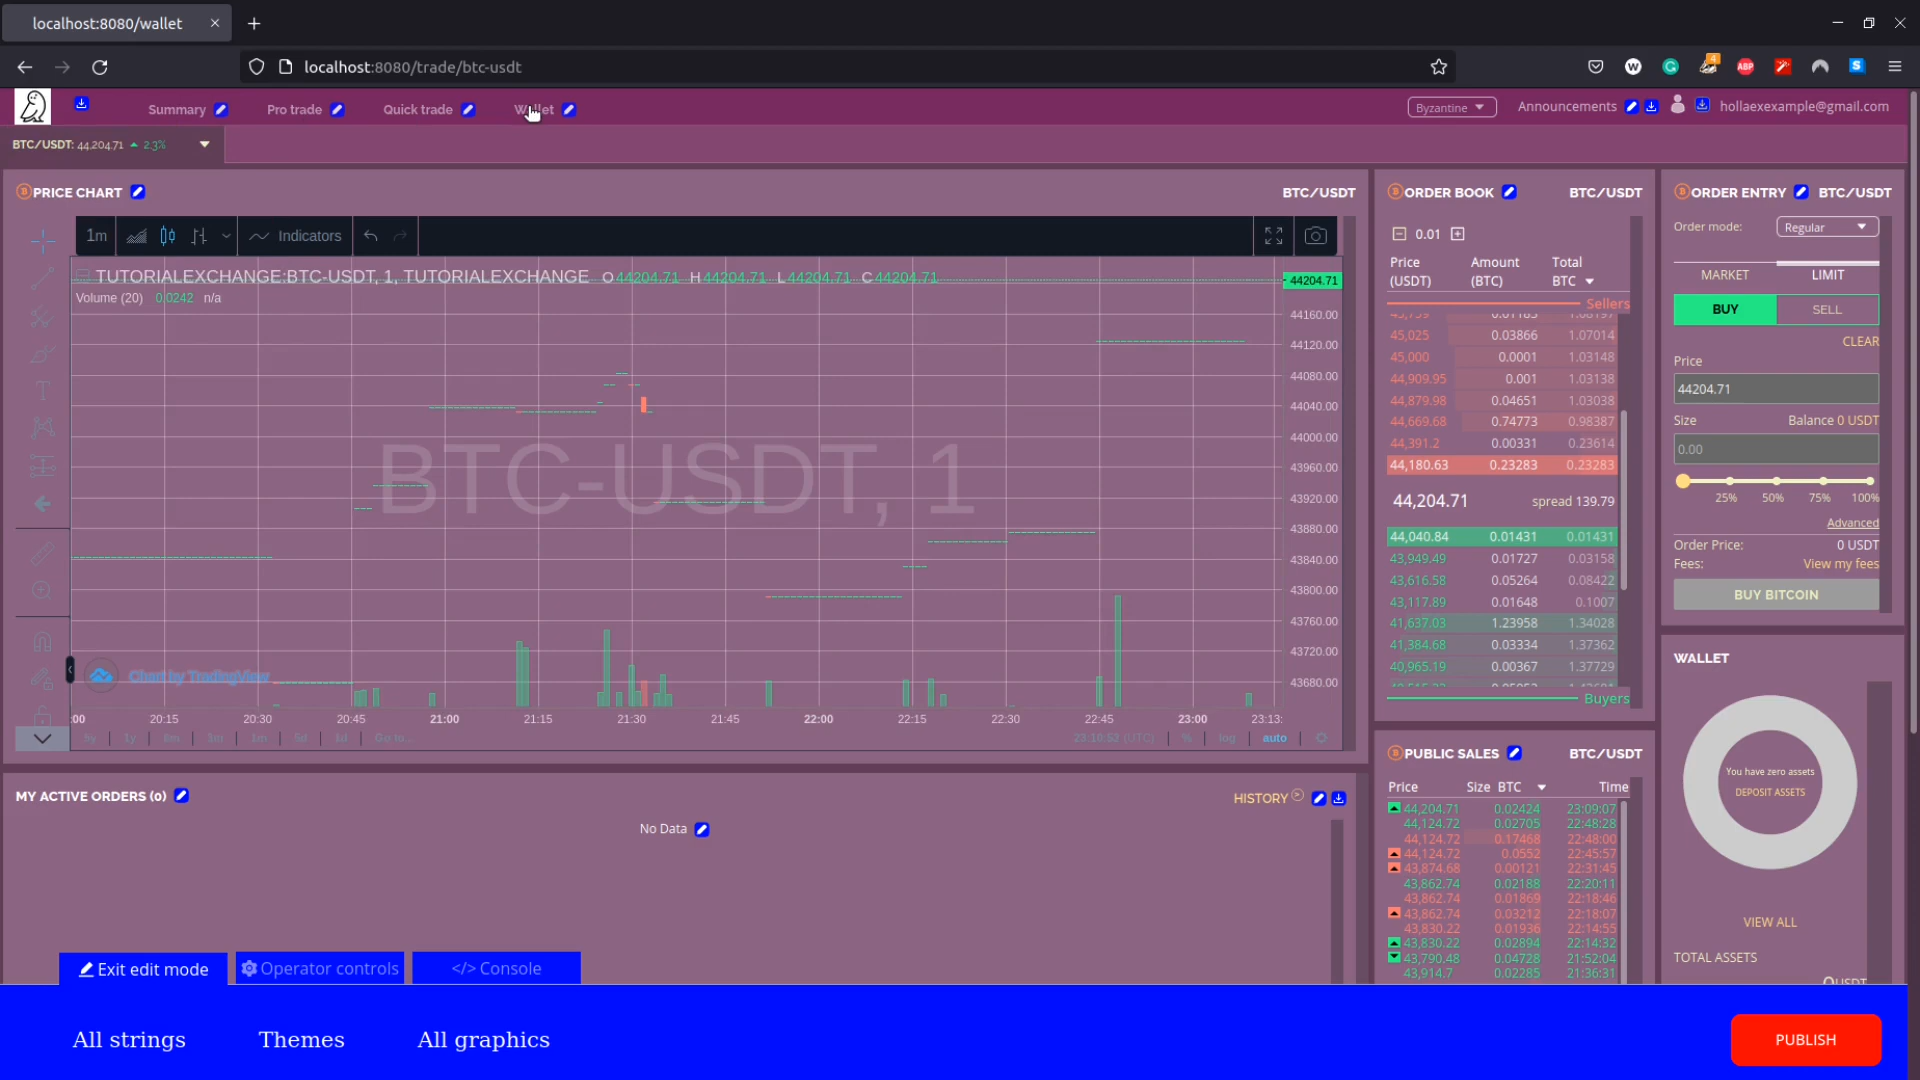 localhost:8080/wallet
localhost:8080/trade/btc-usdt
Summary Pro trade Quick trade Wallet
Byzantine Announcements hollaexexample@gmail.com
BTC/USDT: 44,204.71 2.3%
PRICE CHART BTC/USDT
1m Indicators
TUTORIALEXCHANGE:BTC-USDT, 1, TUTORIALEXCHANGE O44204.71 H44204.71 L44204.71 C44204.71
Volume (20) 0.0242 n/a
BTC-USDT, 1
44204.71
44160.00
44120.00
44080.00
44040.00
44000.00
43960.00
43920.00
43880.00
43840.00
43800.00
43760.00
43720.00
43680.00
Chart by TradingView
:00 20:15 20:30 20:45 21:00 21:15 21:30 21:45 22:00 22:15 22:30 22:45 23:00 23:13:
5y 1y 6m 3m 1m 5d 1d Go to...
23:10:53 (UTC) % log auto
ORDER BOOK BTC/USDT
0.01
Price (USDT) Amount (BTC) Total BTC
Sellers
45,025 0.03866 1.07014
45,000 0.0001 1.03148
44,909.95 0.001 1.03138
44,879.98 0.04651 1.03038
44,669.68 0.74773 0.98387
44,391.2 0.00331 0.23614
44,180.63 0.23283 0.23283
44,204.71 spread 139.79
44,040.84 0.01431 0.01431
43,949.49 0.01727 0.03158
43,616.58 0.05264 0.08422
43,117.89 0.01648 0.1007
41,637.03 1.23958 1.34028
41,384.68 0.03334 1.37362
40,965.19 0.00367 1.37729
Buyers
ORDER ENTRY BTC/USDT
Order mode: Regular
MARKET LIMIT
BUY SELL
CLEAR
Price
44204.71
Size Balance 0 USDT
0.00
25% 50% 75% 100%
Advanced
Order Price: 0 USDT
Fees: View my fees
BUY BITCOIN
WALLET
You have zero assets
DEPOSIT ASSETS
VIEW ALL
TOTAL ASSETS
PUBLIC SALES BTC/USDT
Price Size BTC Time
44,204.71 0.02424 23:09:07
44,124.72 0.02705 22:48:28
44,124.72 0.17468 22:48:00
44,124.72 0.0552 22:45:57
43,874.68 0.00121 22:31:45
43,862.74 0.02188 22:20:11
43,862.74 0.01869 22:18:46
43,862.74 0.03212 22:18:07
43,830.22 0.01936 22:14:55
43,830.22 0.02894 22:14:32
43,790.48 0.04728 21:52:04
43,914.7 0.02285 21:36:31
MY ACTIVE ORDERS (0) HISTORY
No Data
Exit edit mode Operator controls </> Console
All strings Themes All graphics
PUBLISH